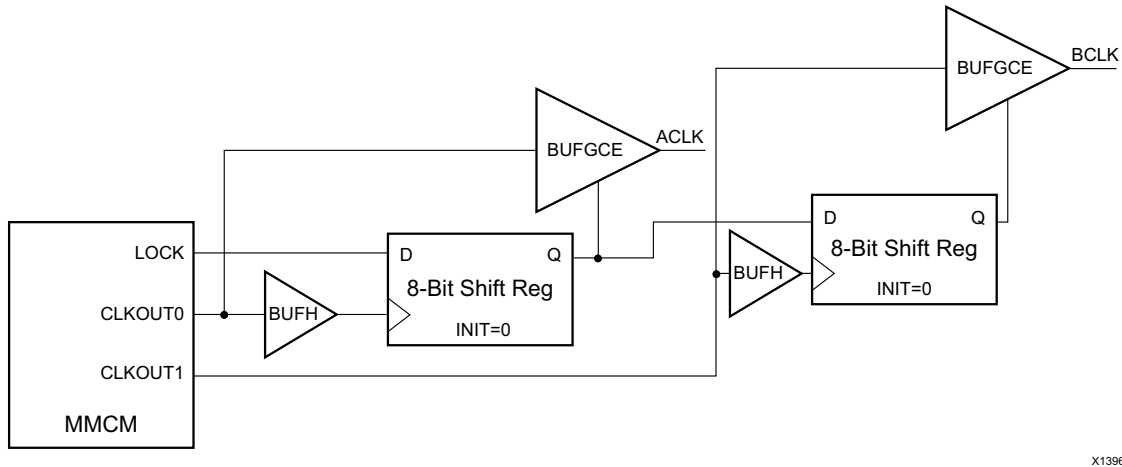 BUFGCE
BCLK
BUFGCE
ACLK
D
Q
8-Bit Shift Reg
INIT=0
BUFH
LOCK
D
Q
8-Bit Shift Reg
INIT=0
BUFH
CLKOUT0
CLKOUT1
MMCM
X1396